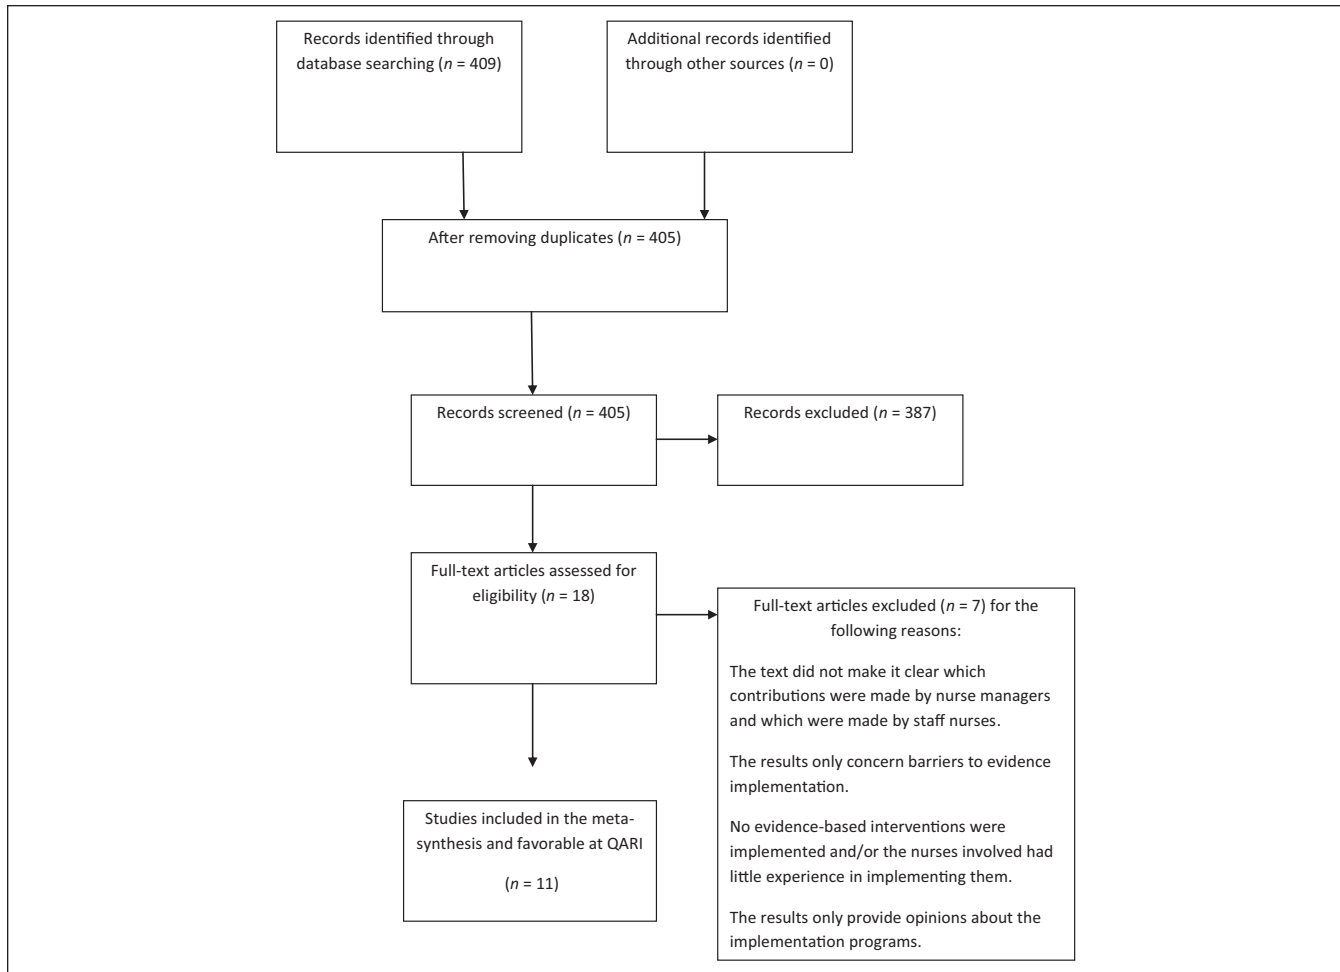 Records identified through
database searching (n = 409)
Additional records identified
through other sources (n = 0)
After removing duplicates (n = 405)
Records screened (n = 405)
Records excluded (n = 387)
Full-text articles assessed for
eligibility (n = 18)
Full-text articles excluded (n = 7) for the
following reasons:
The text did not make it clear which
contributions were made by nurse managers
and which were made by staff nurses.
The results only concern barriers to evidence
implementation.
No evidence-based interventions were
implemented and/or the nurses involved had
little experience in implementing them.
The results only provide opinions about the
implementation programs.
Studies included in the meta-
synthesis and favorable at QARI
(n = 11)